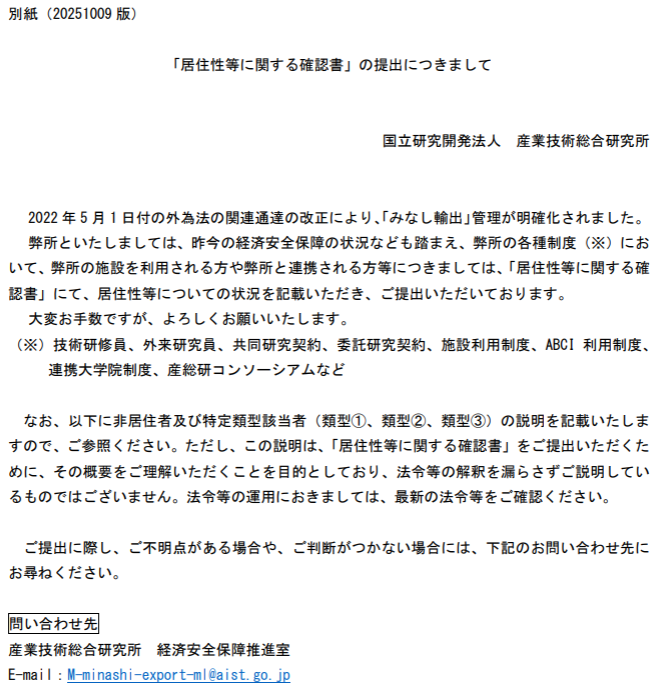 別紙（20251009 版）
「居住性等に関する確認書」の提出につきまして
国立研究開発法人　産業技術総合研究所
2022 年 5 月 1 日付の外為法の関連通達の改正により、「みなし輸出」管理が明確化されました。
弊所といたしましては、昨今の経済安全保障の状況なども踏まえ、弊所の各種制度（※）にお
いて、弊所の施設を利用される方や弊所と連携される方等につきましては、「居住性等に関する確
認書」にて、居住性等についての状況を記載いただき、ご提出いただいております。
大変お手数ですが、よろしくお願いいたします。
（※）技術研修員、外来研究員、共同研究契約、委託研究契約、施設利用制度、ABCI 利用制度、
連携大学院制度、産総研コンソーシアムなど
なお、以下に非居住者及び特定類型該当者（類型①、類型②、類型③）の説明を記載いたしま
すので、ご参照ください。ただし、この説明は、「居住性等に関する確認書」をご提出いただくた
めに、その概要をご理解いただくことを目的としており、法令等の解釈を漏らさずご説明してい
るものではございません。法令等の運用におきましては、最新の法令等をご確認ください。
ご提出に際し、ご不明点がある場合や、ご判断がつかない場合には、下記のお問い合わせ先に
お尋ねください。
問い合わせ先
産業技術総合研究所　経済安全保障推進室
E-mail：M-minashi-export-ml@aist.go.jp